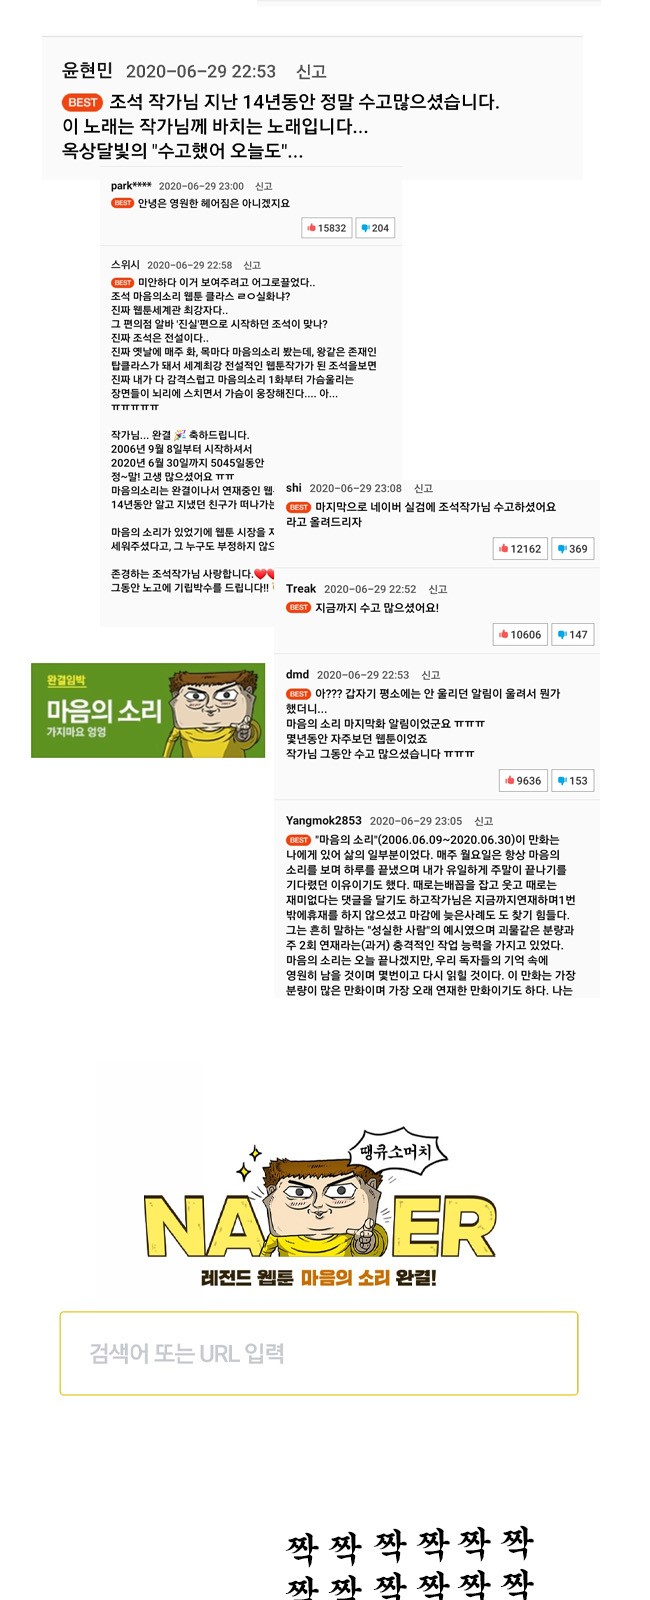 윤현민 2020-06-29 22:53 신고
BEST 조석 작가님 지난 14년동안 정말 수고많으셨습니다.
이 노래는 작가님께 바치는 노래입니다...
옥상달빛의 "수고했어 오늘도"...
park**** 2020-06-29 23:00 신고
BEST 안녕은 영원한 헤어짐은 아니겠지요
15832 204
스위시 2020-06-29 22:58 신고
BEST 미안하다 이거 보여주려고 어그로끌었다..
조석 마음의소리 웹툰 클라스 ㄹㅇ실화냐?
진짜 웹툰세계관 최강자다..
그 편의점 알바 '진실'편으로 시작하던 조석이 맞나?
진짜 조석은 전설이다..
진짜 옛날에 매주 화, 목마다 마음의소리 봤는데, 왕같은 존재인
탑클라스가 돼서 세계최강 전설적인 웹툰작가가 된 조석을보면
진짜 내가 다 감격스럽고 마음의소리 1화부터 가슴울리는
장면들이 뇌리에 스치면서 가슴이 웅장해진다.... 아...
ㅠㅠㅠㅠㅠ
작가님... 완결 🎉 축하드립니다.
2006년 9월 8일부터 시작하셔서
2020년 6월 30일까지 5045일동안
정~말! 고생 많으셨어요 ㅠㅠ
마음의소리는 완결이나서 연재중인 웹
14년동안 알고 지냈던 친구가 떠나가는
마음의 소리가 있었기에 웹툰 시장을
세워주셨다고, 그 누구도 부정하지 않
존경하는 조석작가님 사랑합니다.❤❤
그동안 노고에 기립박수를 드립니다!!
shi 2020-06-29 23:08 신고
BEST 마지막으로 네이버 실검에 조석작가님 수고하셨어요
라고 올려드리자
12162 369
Treak 2020-06-29 22:52 신고
BEST 지금까지 수고 많으셨어요!
10606 147
완결임박
마음의 소리
가지마요 엉엉
dmd 2020-06-29 22:53 신고
BEST 아??? 갑자기 평소에는 안 울리던 알림이 울려서 뭔가
했더니...
마음의 소리 마지막화 알림이었군요 ㅠㅠㅠ
몇년동안 자주보던 웹툰이었죠
작가님 그동안 수고 많으셨습니다 ㅠㅠㅠ
9636 153
Yangmok2853 2020-06-29 23:05 신고
BEST "마음의 소리"(2006.06.09~2020.06.30)이 만화는
나에게 있어 삶의 일부분이었다. 매주 월요일은 항상 마음의
소리를 보며 하루를 끝냈으며 내가 유일하게 주말이 끝나기를
기다렸던 이유이기도 했다. 때로는배꼽을 잡고 웃고 때로는
재미없다는 댓글을 달기도 하고작가님은 지금까지연재하며1번
밖에휴재를 하지 않으셨고 마감에 늦은사례도 도 찾기 힘들다.
그는 흔히 말하는 "성실한 사람"의 예시였으며 괴물같은 분량과
주 2회 연재라는(과거) 충격적인 작업 능력을 가지고 있었다.
마음의 소리는 오늘 끝나겠지만, 우리 독자들의 기억 속에
영원히 남을 것이며 몇번이고 다시 읽힐 것이다. 이 만화는 가장
분량이 많은 만화이며 가장 오래 연재한 만화이기도 하다. 나는
땡큐소머치
NA ER
레전드 웹툰 마음의 소리 완결!
검색어 또는 URL 입력
짝 짝 짝 짝 짝 짝
짝 짝 짝 짝 짝 짝